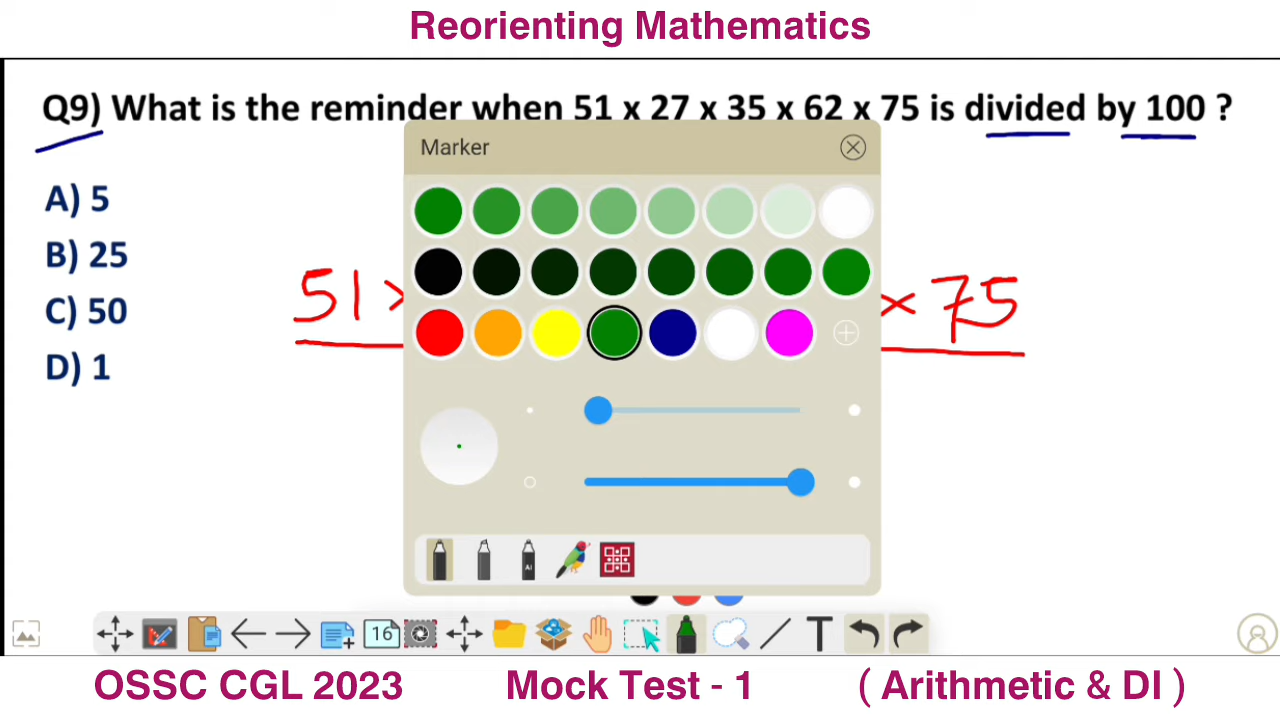 Reorienting Mathematics
Q9) What is the reminder when 51 x 27 x 35 x 62 x 75 is divided by 100 ?
Marker
A) 5
B) 25
C) 50
D) 1
51 × × 75
AI
16
T
OSSC CGL 2023 Mock Test - 1 ( Arithmetic & DI )